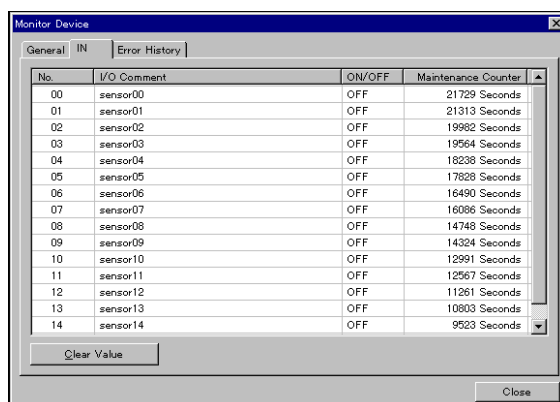 Monitor Device
General IN Error History
No. I/O Comment ON/OFF Maintenance Counter
00 sensor00 OFF 21729 Seconds
01 sensor01 OFF 21313 Seconds
02 sensor02 OFF 19982 Seconds
03 sensor03 OFF 19564 Seconds
04 sensor04 OFF 18238 Seconds
05 sensor05 OFF 17828 Seconds
06 sensor06 OFF 16490 Seconds
07 sensor07 OFF 16086 Seconds
08 sensor08 OFF 14748 Seconds
09 sensor09 OFF 14324 Seconds
10 sensor10 OFF 12991 Seconds
11 sensor11 OFF 12567 Seconds
12 sensor12 OFF 11261 Seconds
13 sensor13 OFF 10803 Seconds
14 sensor14 OFF 9523 Seconds
Clear Value
Close